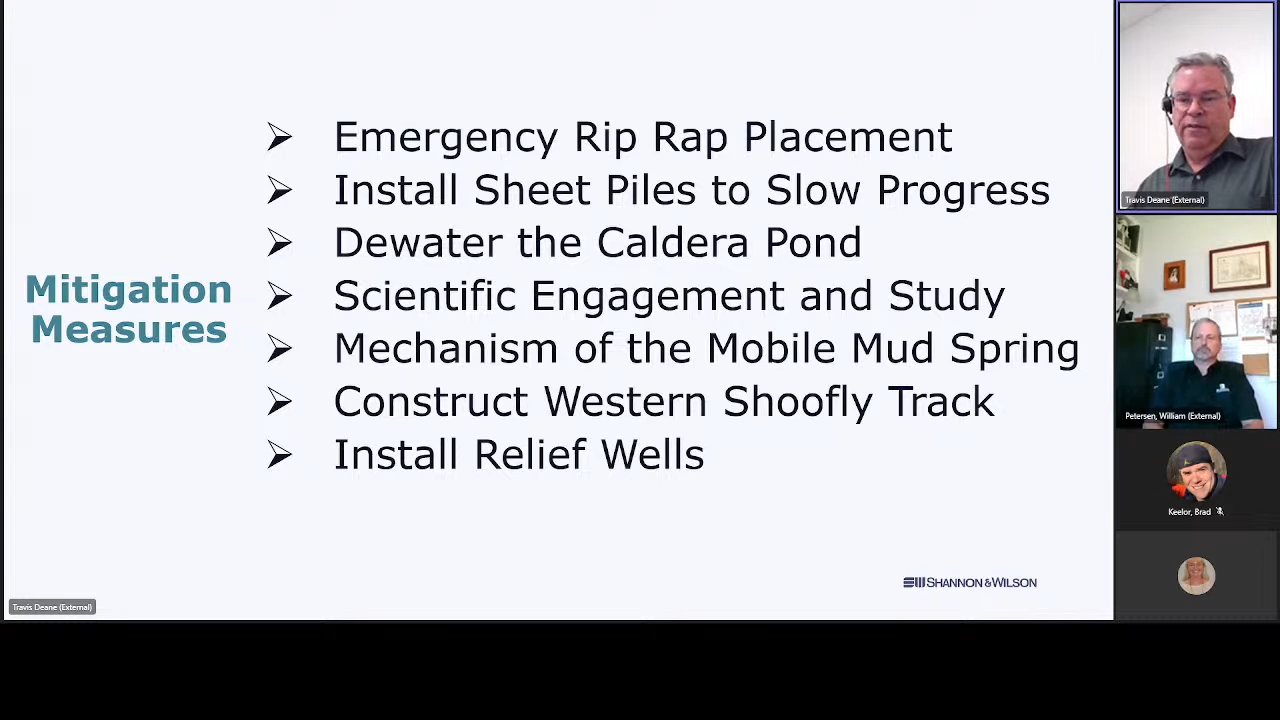 Mitigation
Measures
➢ Emergency Rip Rap Placement
➢ Install Sheet Piles to Slow Progress
➢ Dewater the Caldera Pond
➢ Scientific Engagement and Study
➢ Mechanism of the Mobile Mud Spring
➢ Construct Western Shoofly Track
➢ Install Relief Wells
SHANNON & WILSON
Travis Deane (External)
Travis Deane (External)
Petersen, William (External)
Keelor, Brad